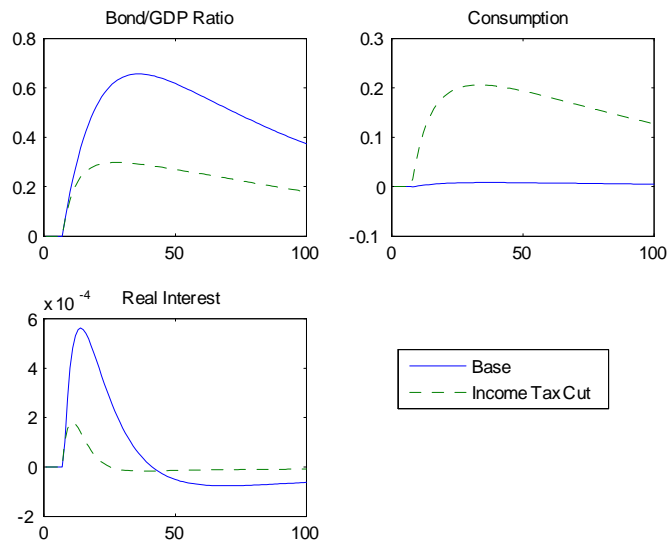 Bond/GDP Ratio
0.8
0.6
0.4
0.2
0
0 50 100
Consumption
0.3
0.2
0.1
0
-0.1
0 50 100
Real Interest
x 10 -4
6
4
2
0
-2
0 50 100
Base
Income Tax Cut